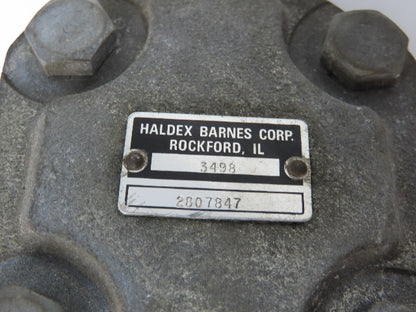 HALDEX BARNES CORP.
ROCKFORD, IL
3498
2807847